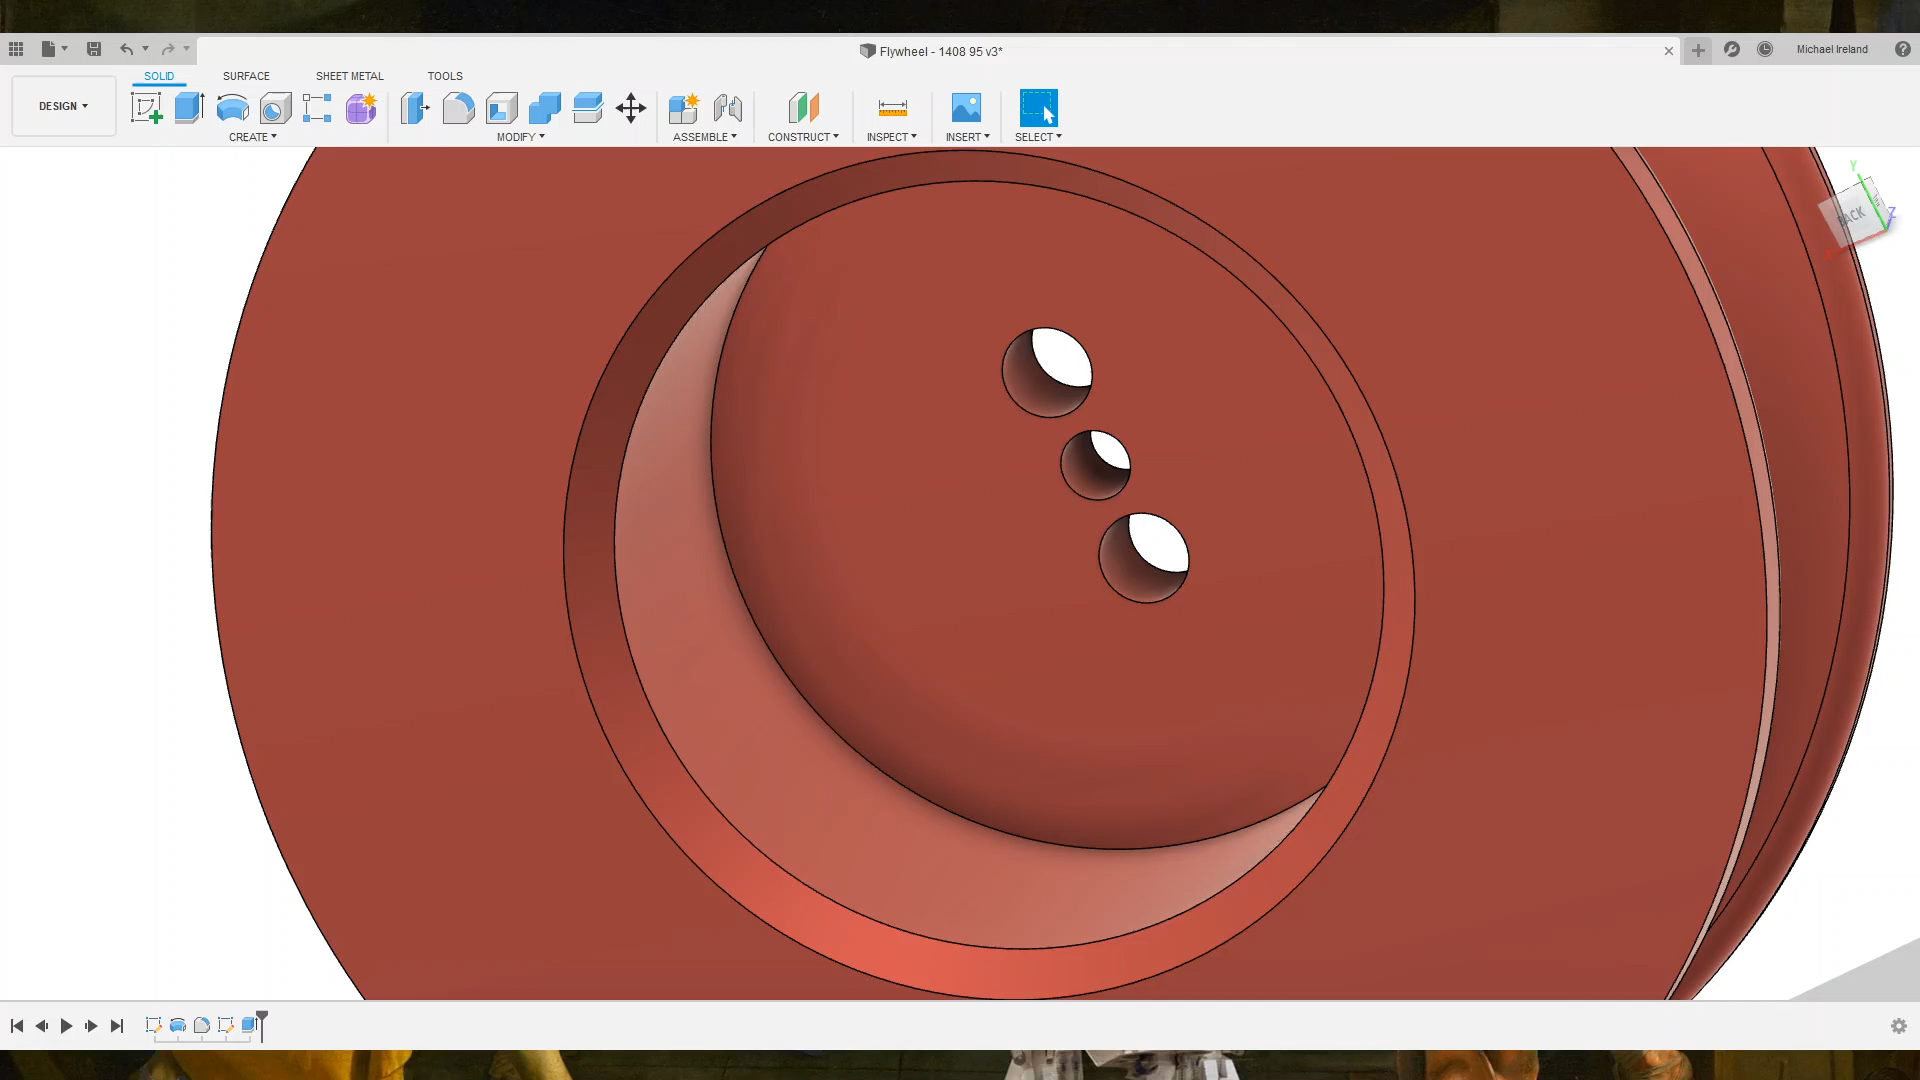 Flywheel - 1408 95 v3*
Michael Ireland
SOLID
SURFACE
SHEET METAL
TOOLS
DESIGN
CREATE
MODIFY
ASSEMBLE
CONSTRUCT
INSPECT
INSERT
SELECT
Y
BACK
Z